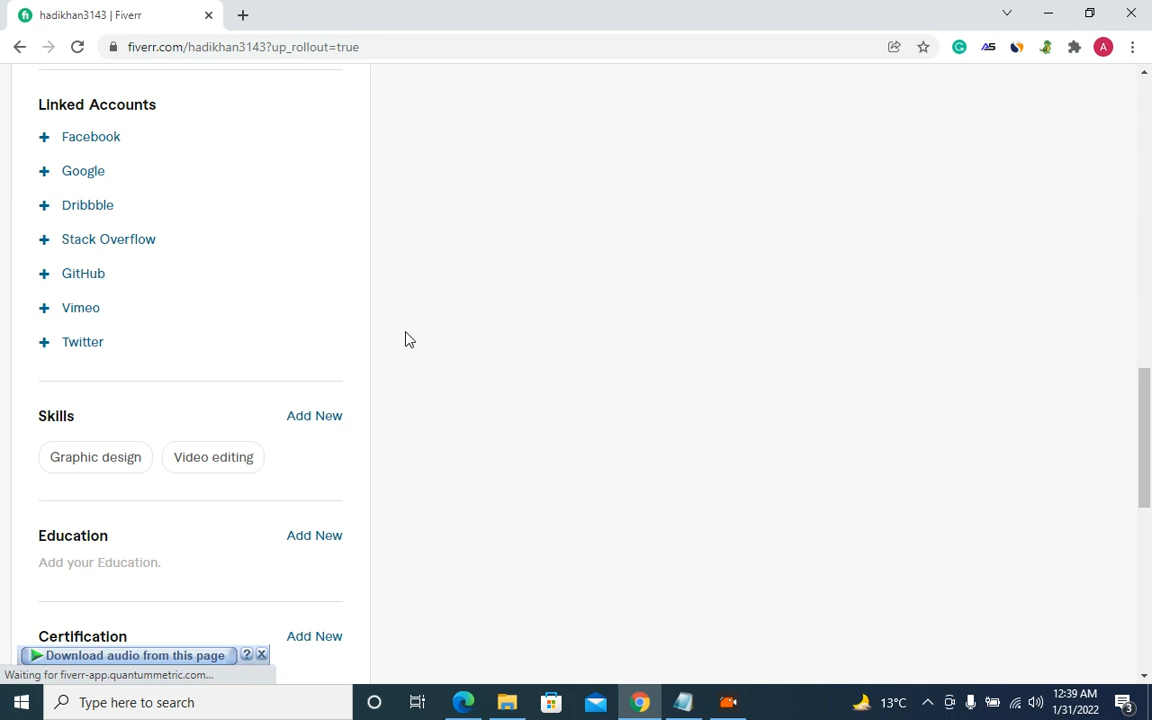 hadikhan3143 | Fiverr
fiverr.com/hadikhan3143?up_rollout=true
A
Linked Accounts
Facebook
Google
Dribbble
Stack Overflow
GitHub
Vimeo
Twitter
Skills Add New
Graphic design Video editing
Education Add New
Add your Education.
Certification Add New
Download audio from this page
Waiting for fiverr-app.quantummetric.com...
Type here to search
13°C
12:39 AM
1/31/2022
3